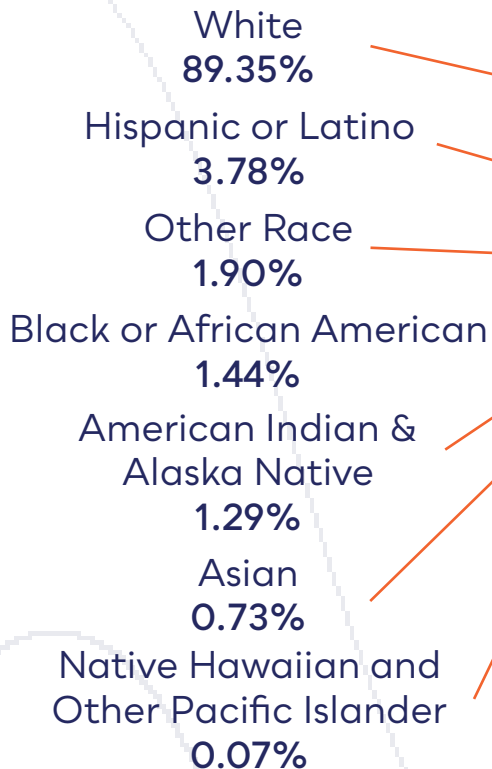 White
89.35%
Hispanic or Latino
3.78%
Other Race
1.90%
Black or African American
1.44%
American Indian &
Alaska Native
1.29%
Asian
0.73%
Native Hawaiian and
Other Pacific Islander
0.07%